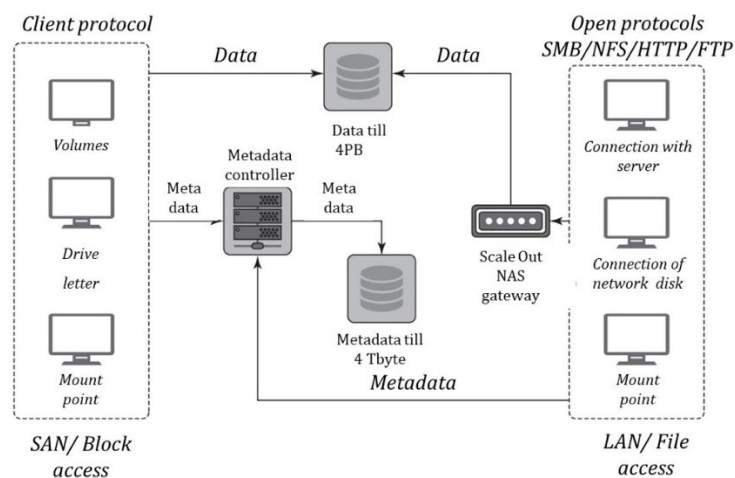 Client protocol
Open protocols
SMB/NFS/HTTP/FTP
Data
Data
Volumes
Data till
4PB
Connection with
server
Metadata
controller
Meta
data
Meta
data
Drive
letter
Scale Out
NAS
gateway
Connection of
network disk
Metadata till
4 Tbyte
Metadata
Mount
point
Mount
point
SAN/ Block
access
LAN/ File
access